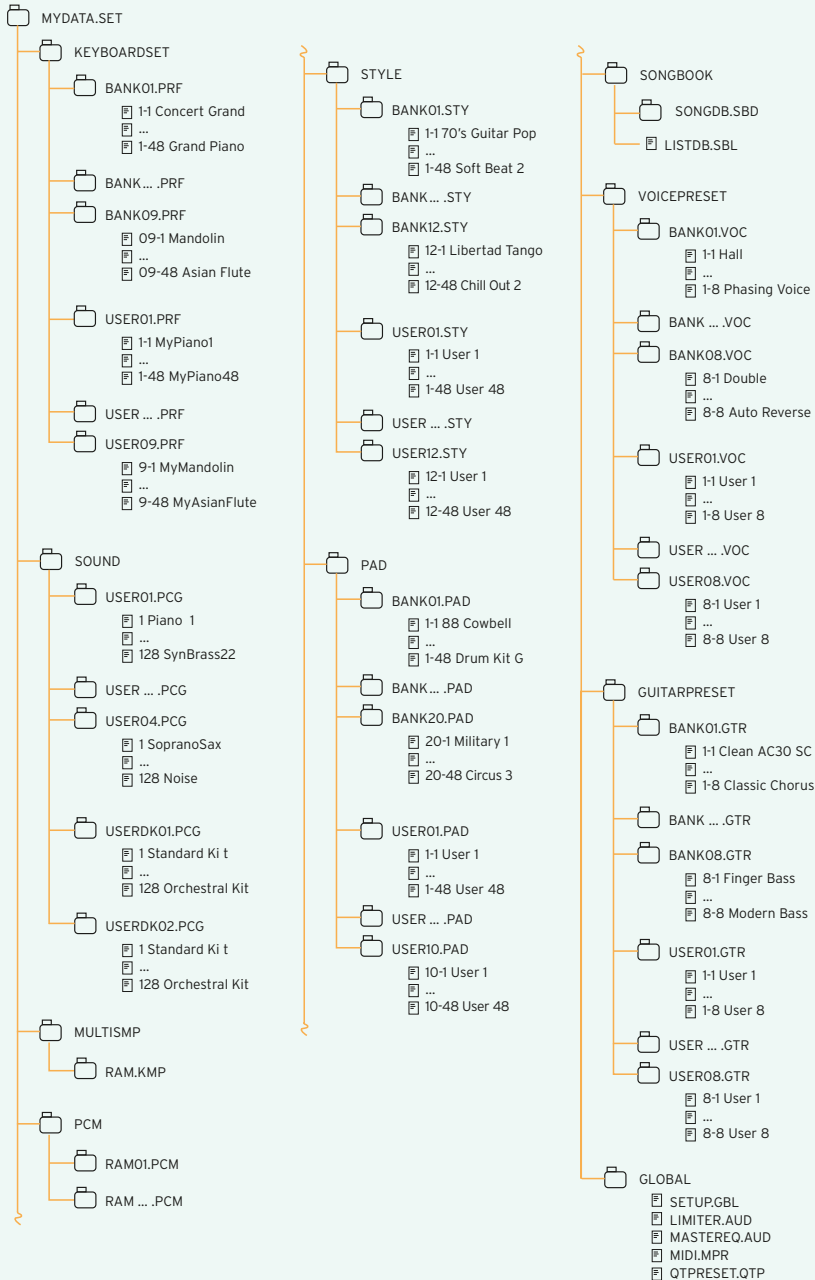 MYDATA.SET
KEYBOARDSET
BANK01.PRF
1-1 Concert Grand
...
1-48 Grand Piano
BANK... .PRF
BANK09.PRF
09-1 Mandolin
...
09-48 Asian Flute
USER01.PRF
1-1 MyPiano1
...
1-48 MyPiano48
USER ... .PRF
USER09.PRF
9-1 MyMandolin
...
9-48 MyAsianFlute
SOUND
USER01.PCG
1 Piano 1
...
128 SynBrass22
USER ... .PCG
USER04.PCG
1 SopranoSax
...
128 Noise
USERDK01.PCG
1 Standard Ki t
...
128 Orchestral Kit
USERDK02.PCG
1 Standard Ki t
...
128 Orchestral Kit
MULTISMP
RAM.KMP
PCM
RAM01.PCM
RAM ... .PCM
STYLE
BANK01.STY
1-1 70's Guitar Pop
...
1-48 Soft Beat 2
BANK... .STY
BANK12.STY
12-1 Libertad Tango
...
12-48 Chill Out 2
USER01.STY
1-1 User 1
...
1-48 User 48
USER ... .STY
USER12.STY
12-1 User 1
...
12-48 User 48
PAD
BANK01.PAD
1-1 88 Cowbell
...
1-48 Drum Kit G
BANK... .PAD
BANK20.PAD
20-1 Military 1
...
20-48 Circus 3
USER01.PAD
1-1 User 1
...
1-48 User 48
USER ... .PAD
USER10.PAD
10-1 User 1
...
10-48 User 48
SONGBOOK
SONGDB.SBD
LISTDB.SBL
VOICEPRESET
BANK01.VOC
1-1 Hall
...
1-8 Phasing Voice
BANK ... .VOC
BANK08.VOC
8-1 Double
...
8-8 Auto Reverse
USER01.VOC
1-1 User 1
...
1-8 User 8
USER ... .VOC
USER08.VOC
8-1 User 1
...
8-8 User 8
GUITARPRESET
BANK01.GTR
1-1 Clean AC30 SC
...
1-8 Classic Chorus
BANK ... .GTR
BANK08.GTR
8-1 Finger Bass
...
8-8 Modern Bass
USER01.GTR
1-1 User 1
...
1-8 User 8
USER ... .GTR
USER08.GTR
8-1 User 1
...
8-8 User 8
GLOBAL
SETUP.GBL
LIMITER.AUD
MASTEREQ.AUD
MIDI.MPR
QTPRESET.QTP